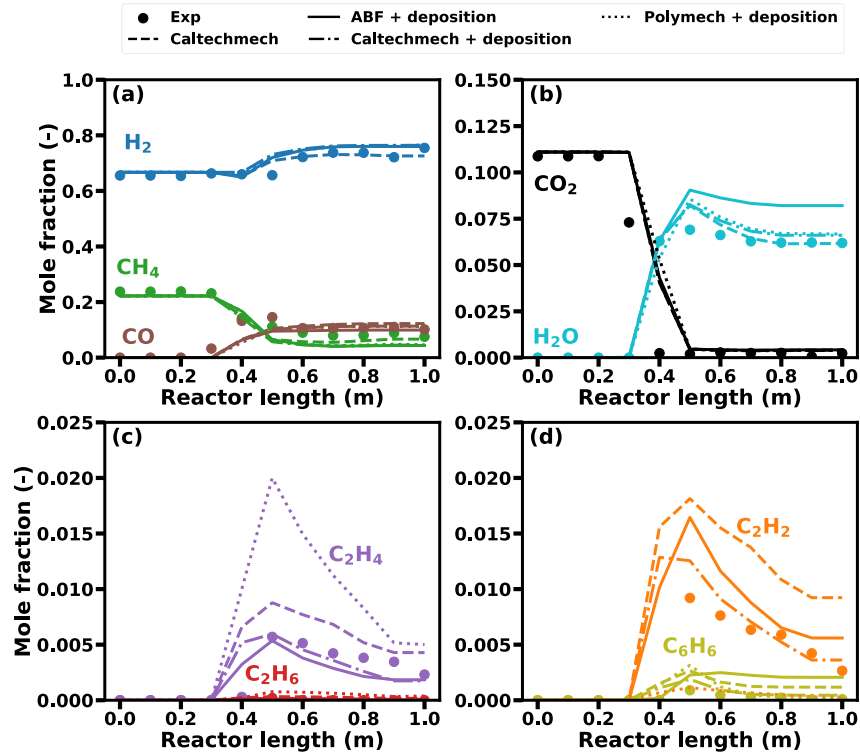 Exp ABF + deposition Polymech + deposition
Caltechmech Caltechmech + deposition
(a)
H2
CH4
CO
1.0
0.8
0.6
0.4
0.2
0.0
Mole fraction (-)
0.0 0.2 0.4 0.6 0.8 1.0
Reactor length (m)
(b)
CO2
H2O
0.150
0.125
0.100
0.075
0.050
0.025
0.000
0.0 0.2 0.4 0.6 0.8 1.0
Reactor length (m)
(c)
C2H4
C2H6
0.025
0.020
0.015
0.010
0.005
0.000
Mole fraction (-)
0.0 0.2 0.4 0.6 0.8 1.0
Reactor length (m)
(d)
C2H2
C6H6
0.025
0.020
0.015
0.010
0.005
0.000
0.0 0.2 0.4 0.6 0.8 1.0
Reactor length (m)